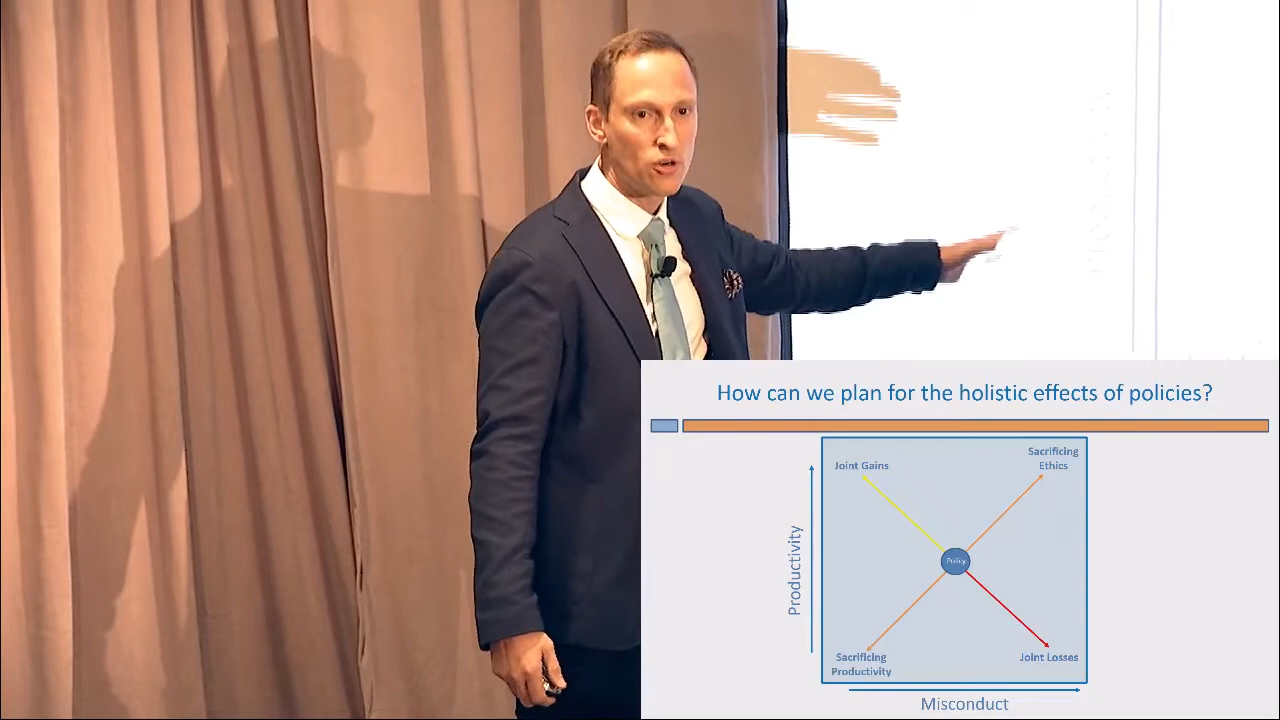 How can we plan for the holistic effects of policies?
Joint Gains
Sacrificing
Ethics
Productivity
Policy
Sacrificing
Productivity
Joint Losses
Misconduct